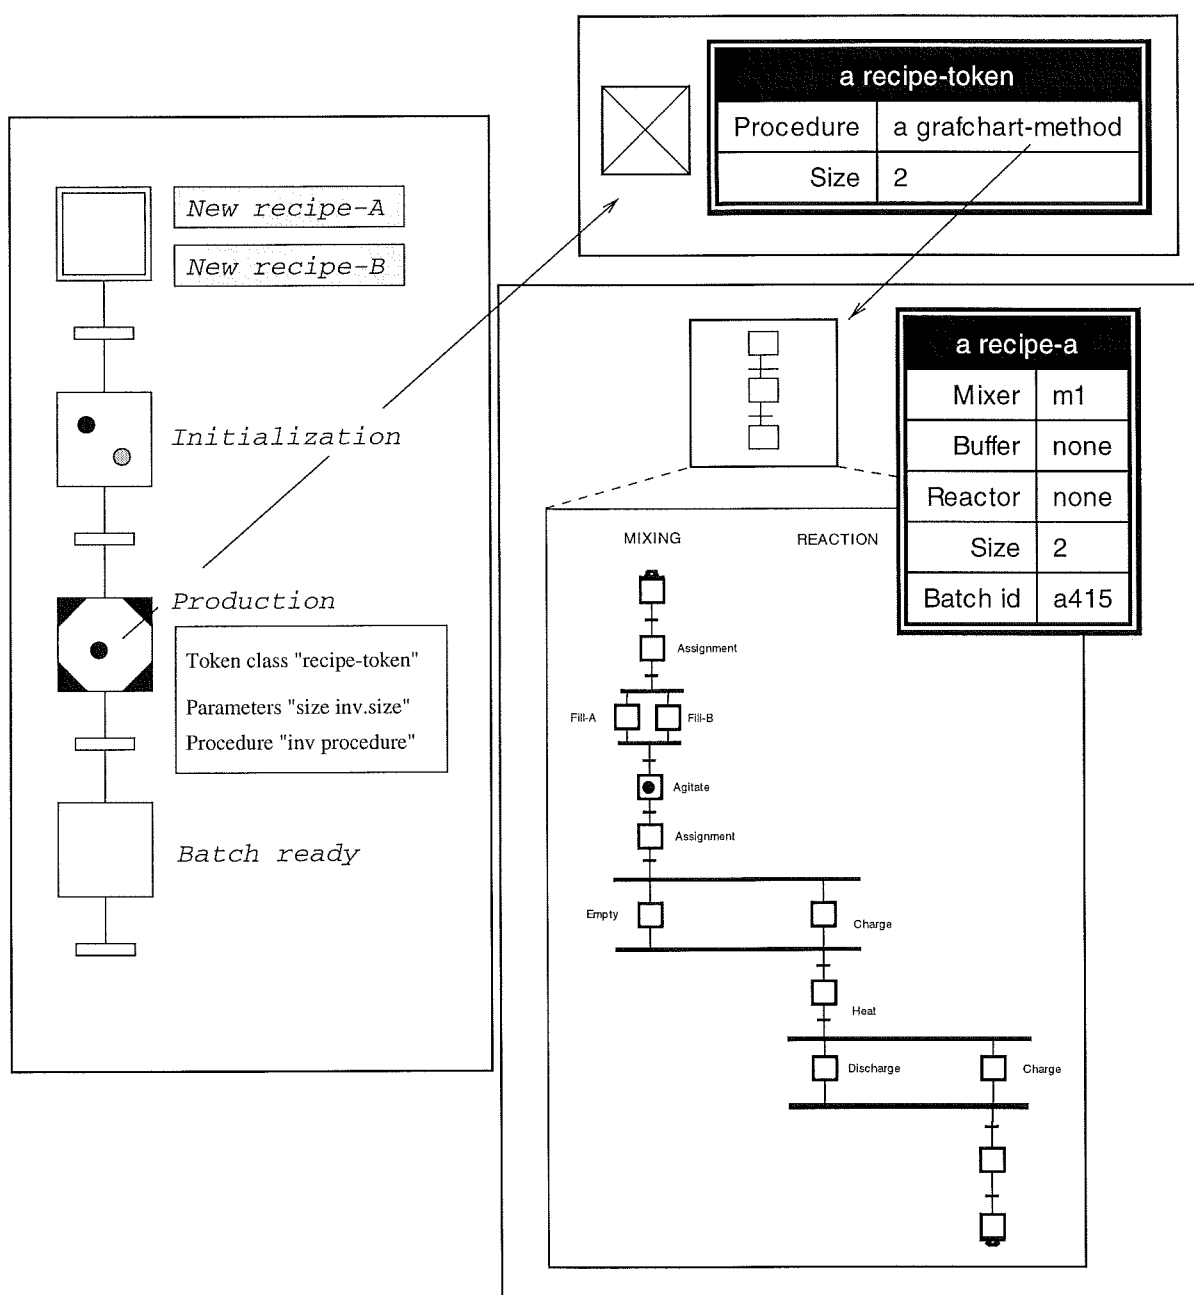 a recipe-token
Procedure a grafchart-method
Size 2
New recipe-A
New recipe-B
Initialization
Production
Token class "recipe-token"
Parameters "size inv.size"
Procedure "inv procedure"
Batch ready
a recipe-a
Mixer m1
Buffer none
Reactor none
Size 2
Batch id a415
MIXING REACTION
Assignment
Fill-A Fill-B
Agitate
Assignment
Empty Charge
Heat
Discharge Charge